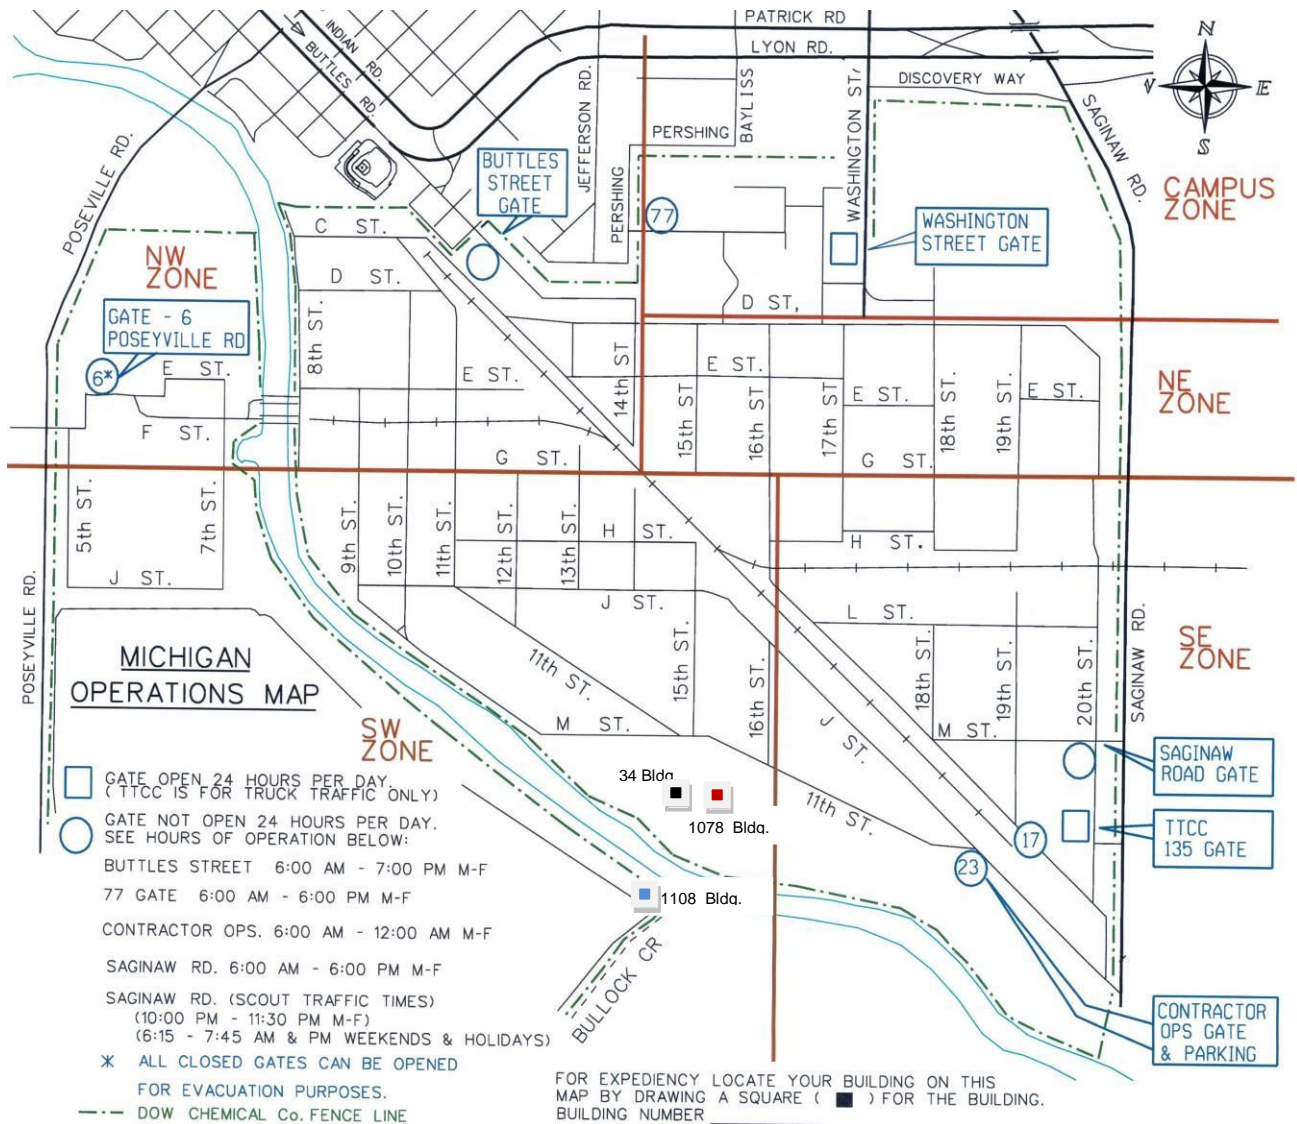 PATRICK RD
LYON RD.
INDIAN RD.
BUTTLES RD.
N
E
S
DISCOVERY WAY
JEFFERSON RD.
BAYLISS
WASHINGTON ST
SAGINAW RD.
PERSHING
PERSHING
POSEVILLE RD.
BUTTLES
STREET
GATE
77
CAMPUS
ZONE
WASHINGTON
STREET GATE
C ST.
NW
ZONE
D ST.
D ST,
GATE - 6
POSEYVILLE RD
8th ST.
6*
E ST.
E ST.
E ST.
14th ST
15th ST
16th ST
17th ST
E ST.
18th ST.
19th ST.
E ST.
NE
ZONE
F ST.
G ST.
G ST.
5th ST.
7th ST.
9th ST.
10th ST.
11th ST.
12th ST.
13th ST.
H ST.
H ST.
J ST.
J ST.
L ST.
POSEYVILLE RD.
MICHIGAN
OPERATIONS MAP
11th ST.
15th ST.
16th ST.
18th ST.
19th ST.
20th ST.
SAGINAW RD.
SE
ZONE
M ST.
J ST.
M ST.
SW
ZONE
SAGINAW
ROAD GATE
34 Bldg.
1078 Bldg.
11th ST.
17
23
TTCC
135 GATE
1108 Bldg.
BULLOCK CR
CONTRACTOR
OPS GATE
& PARKING
GATE OPEN 24 HOURS PER DAY.
( TTCC IS FOR TRUCK TRAFFIC ONLY)
GATE NOT OPEN 24 HOURS PER DAY.
SEE HOURS OF OPERATION BELOW:
BUTTLES STREET 6:00 AM - 7:00 PM M-F
77 GATE 6:00 AM - 6:00 PM M-F
CONTRACTOR OPS. 6:00 AM - 12:00 AM M-F
SAGINAW RD. 6:00 AM - 6:00 PM M-F
SAGINAW RD. (SCOUT TRAFFIC TIMES)
(10:00 PM - 11:30 PM M-F)
(6:15 - 7:45 AM & PM WEEKENDS & HOLIDAYS)
* ALL CLOSED GATES CAN BE OPENED
FOR EVACUATION PURPOSES.
DOW CHEMICAL Co. FENCE LINE
FOR EXPEDIENCY LOCATE YOUR BUILDING ON THIS
MAP BY DRAWING A SQUARE ( ■ ) FOR THE BUILDING.
BUILDING NUMBER